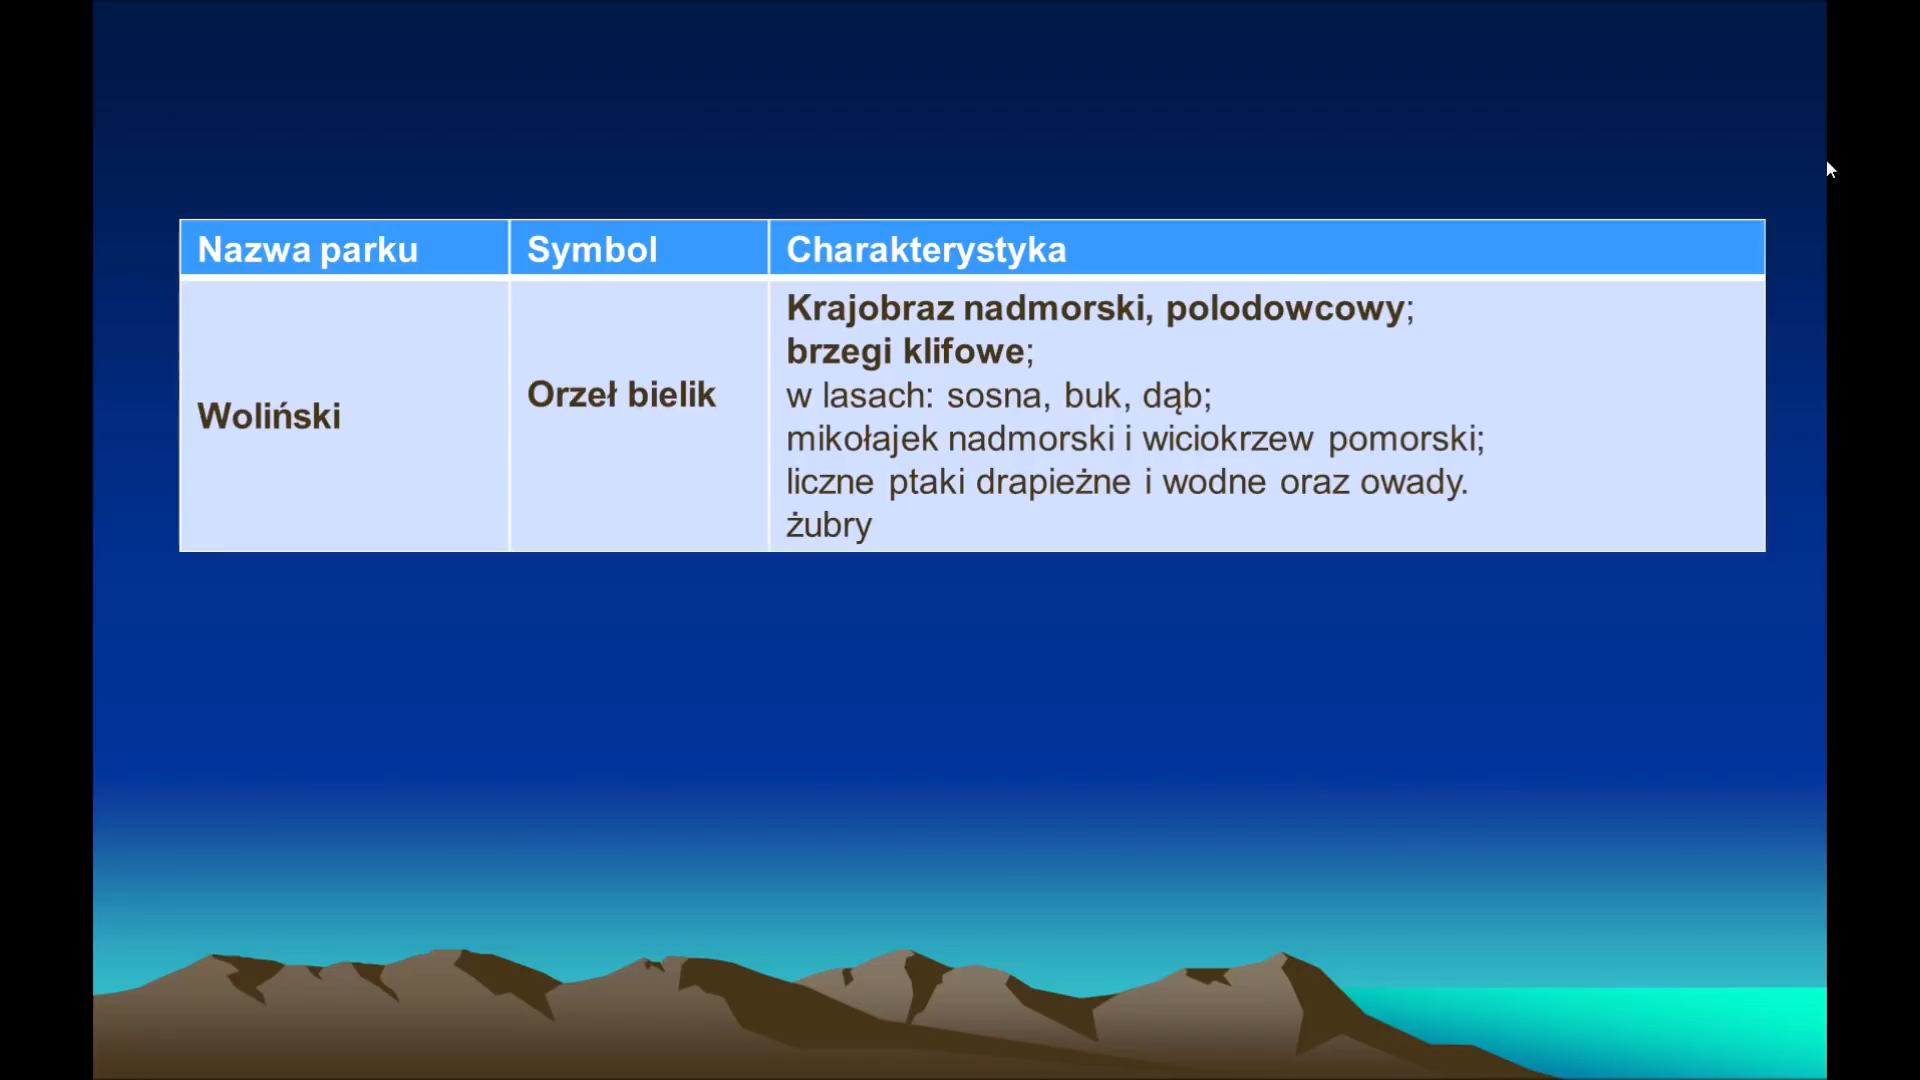 Nazwa parku Symbol Charakterystyka
Woliński
Orzeł bielik
Krajobraz nadmorski, polodowcowy;
brzegi klifowe;
w lasach: sosna, buk, dąb;
mikołajek nadmorski i wiciokrzew pomorski;
liczne ptaki drapieżne i wodne oraz owady.
żubry